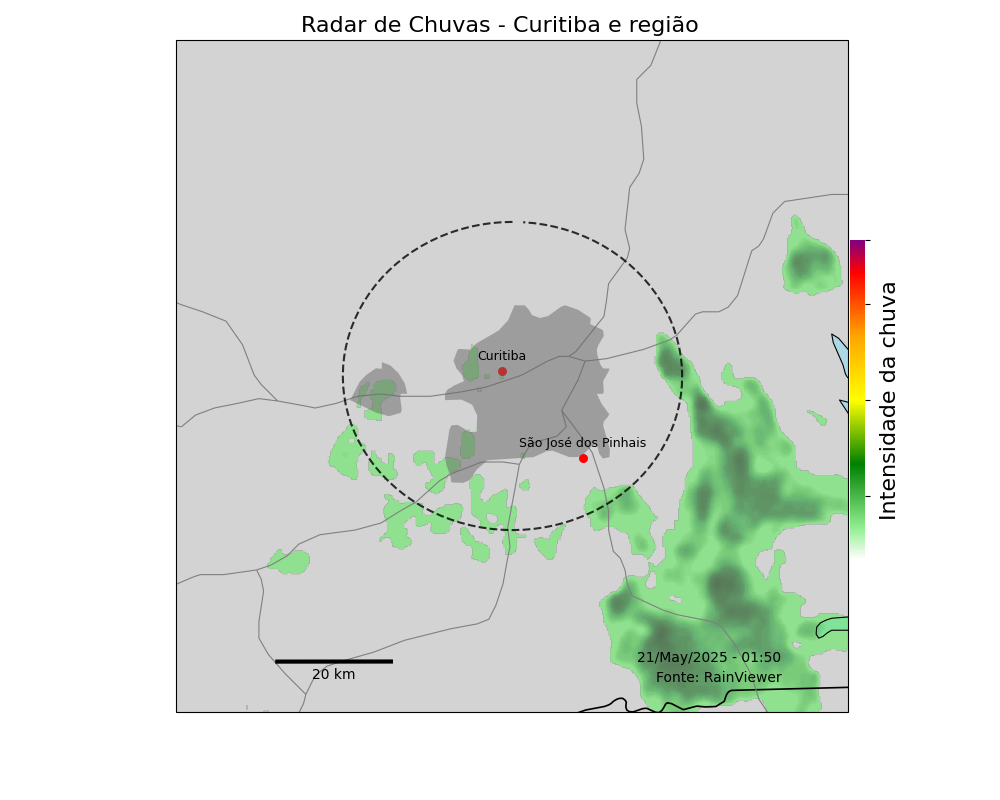 Radar de Chuvas - Curitiba e região
Curitiba
São José dos Pinhais
Intensidade da chuva
21/May/2025 - 01:50
Fonte: RainViewer
20 km